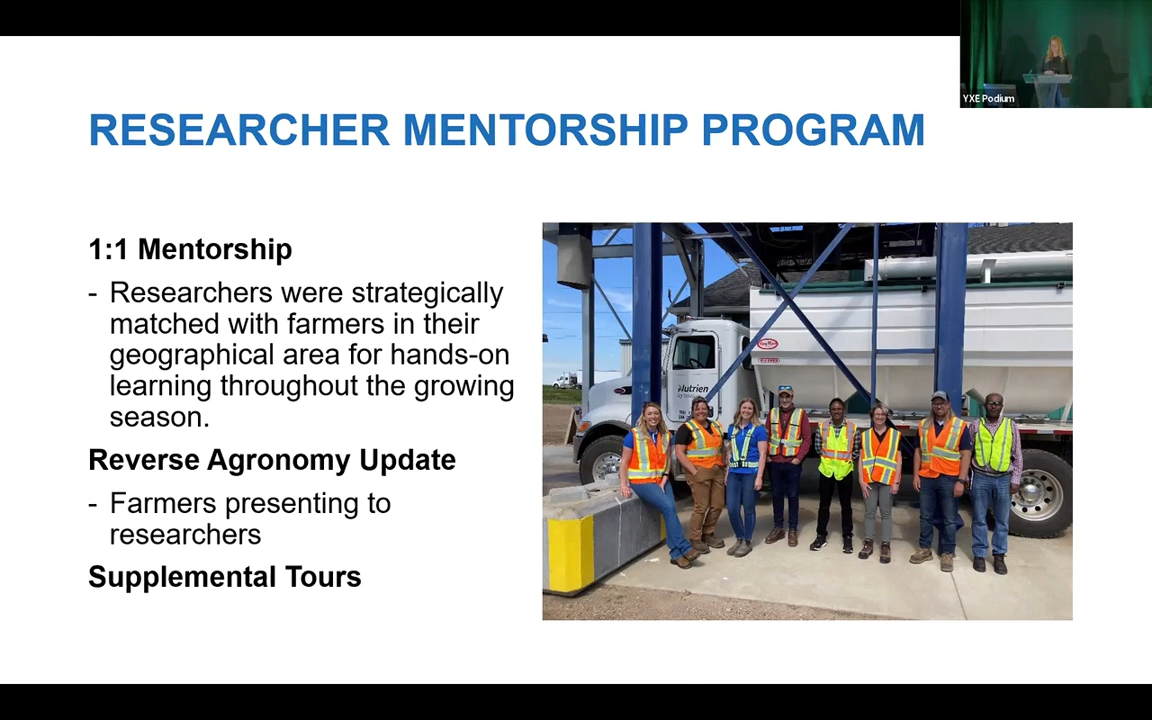 YXE Podium
RESEARCHER MENTORSHIP PROGRAM
1:1 Mentorship
- Researchers were strategically
matched with farmers in their
geographical area for hands-on
learning throughout the growing
season.
Reverse Agronomy Update
- Farmers presenting to
researchers
Supplemental Tours
Nutrien